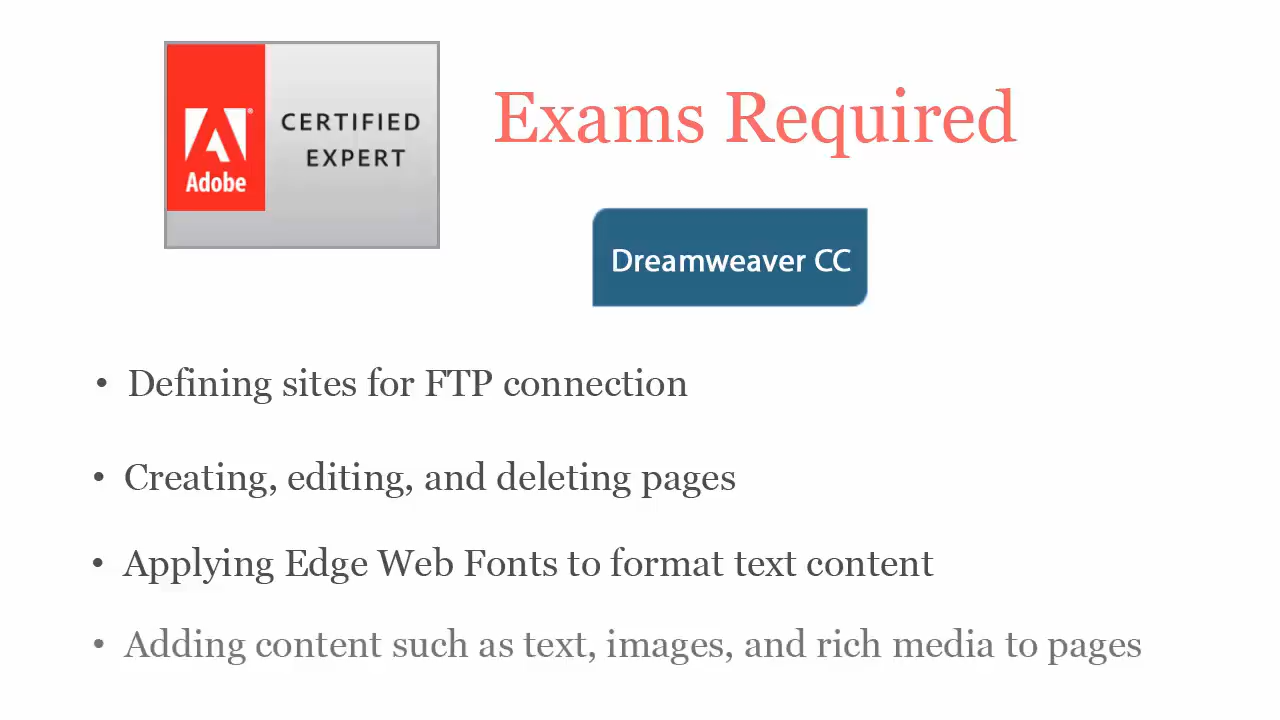 CERTIFIED
EXPERT
Adobe
Exams Required
Dreamweaver CC
• Defining sites for FTP connection
• Creating, editing, and deleting pages
• Applying Edge Web Fonts to format text content
• Adding content such as text, images, and rich media to pages